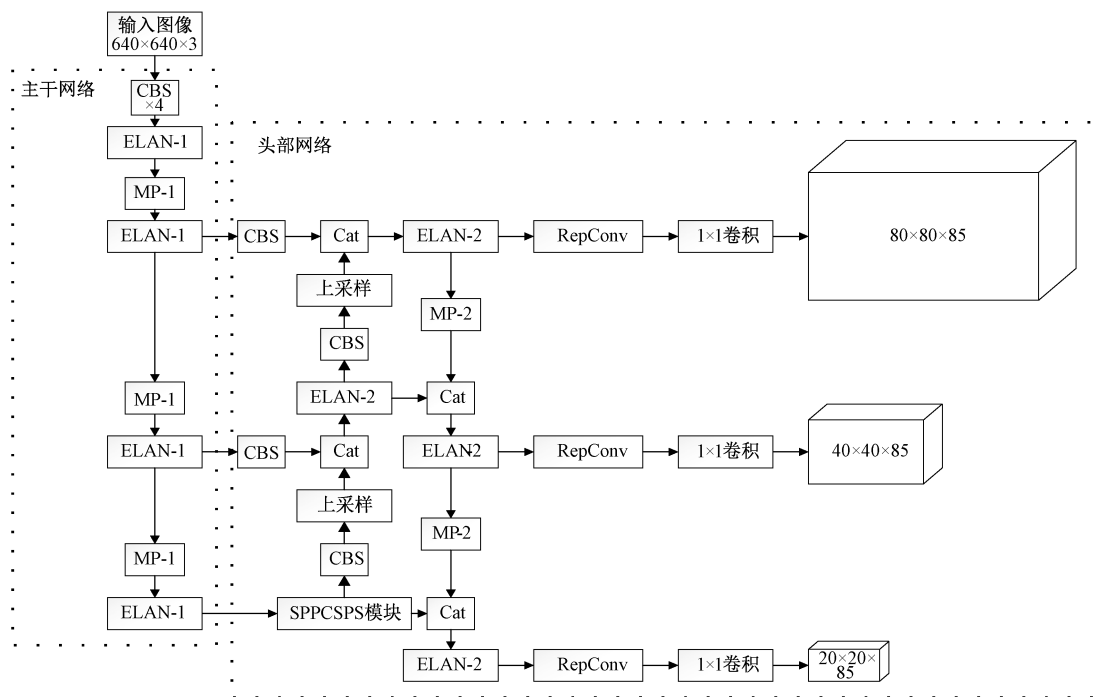 输入图像
640×640×3
主干网络
CBS
×4
ELAN-1
头部网络
MP-1
ELAN-1
CBS
Cat
ELAN-2
RepConv
1×1卷积
80×80×85
上采样
MP-2
CBS
MP-1
ELAN-2
Cat
ELAN-1
CBS
Cat
ELAN-2
RepConv
1×1卷积
40×40×85
上采样
MP-2
CBS
MP-1
ELAN-1
SPPCSPS模块
Cat
ELAN-2
RepConv
1×1卷积
20×20×
85